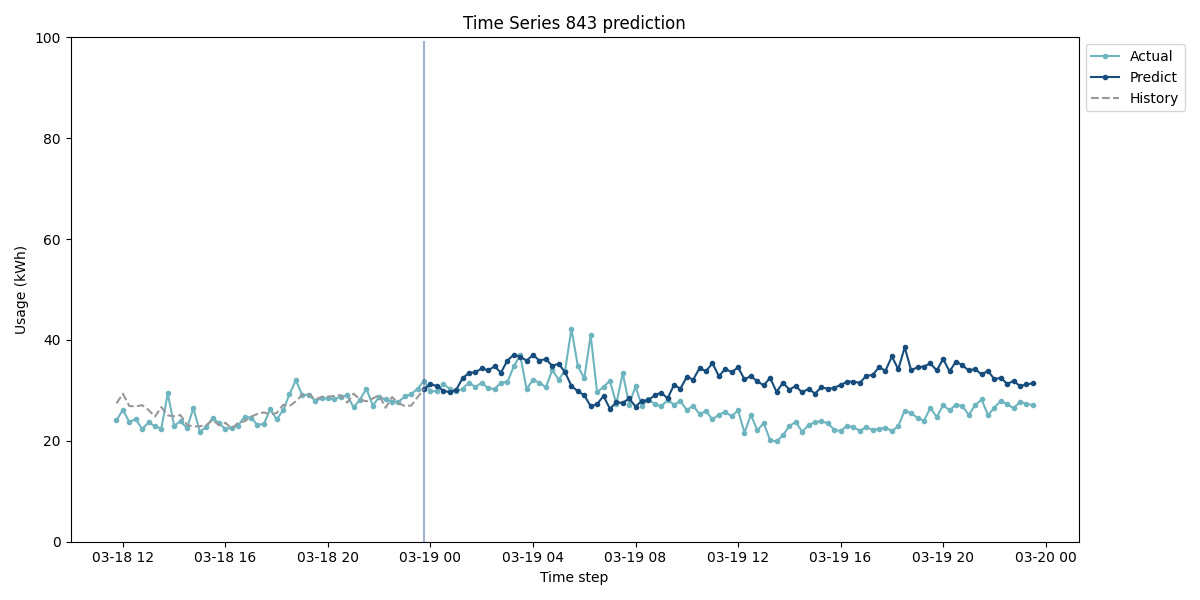 Time Series 843 prediction
100
80
60
40
20
0
Usage (kWh)
03-18 12 03-18 16 03-18 20 03-19 00 03-19 04 03-19 08 03-19 12 03-19 16 03-19 20 03-20 00
Time step
Actual
Predict
History